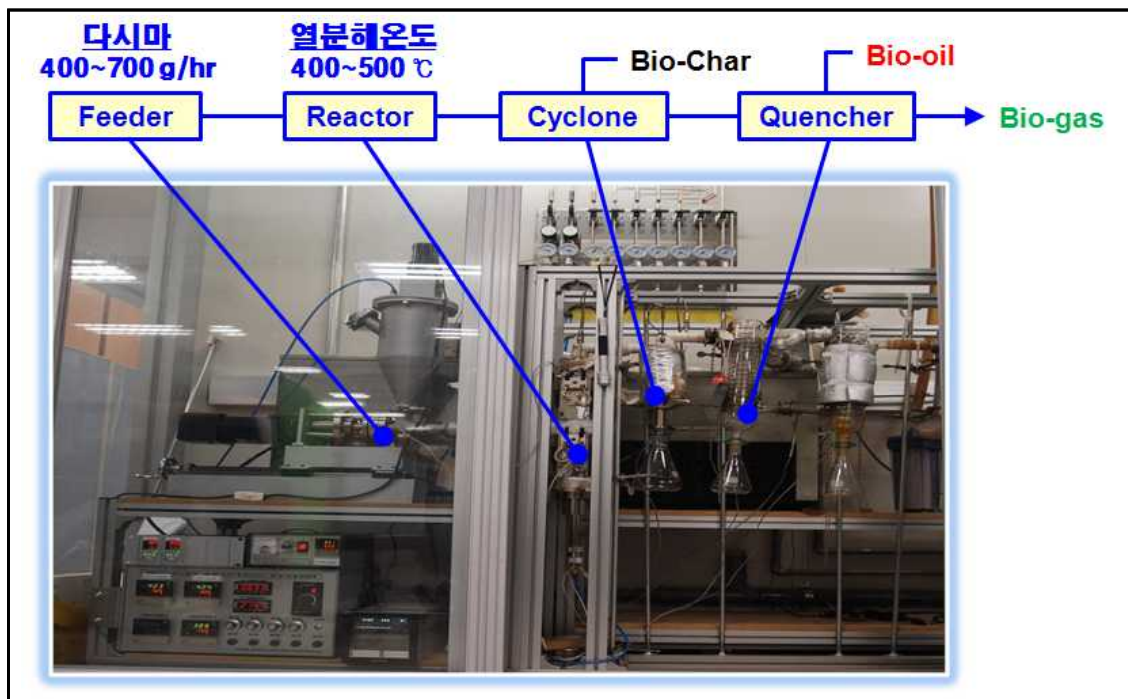 다시마
400~700 g/hr
열분해온도
400~500 ℃
Bio-Char
Bio-oil
Feeder
Reactor
Cyclone
Quencher
Bio-gas